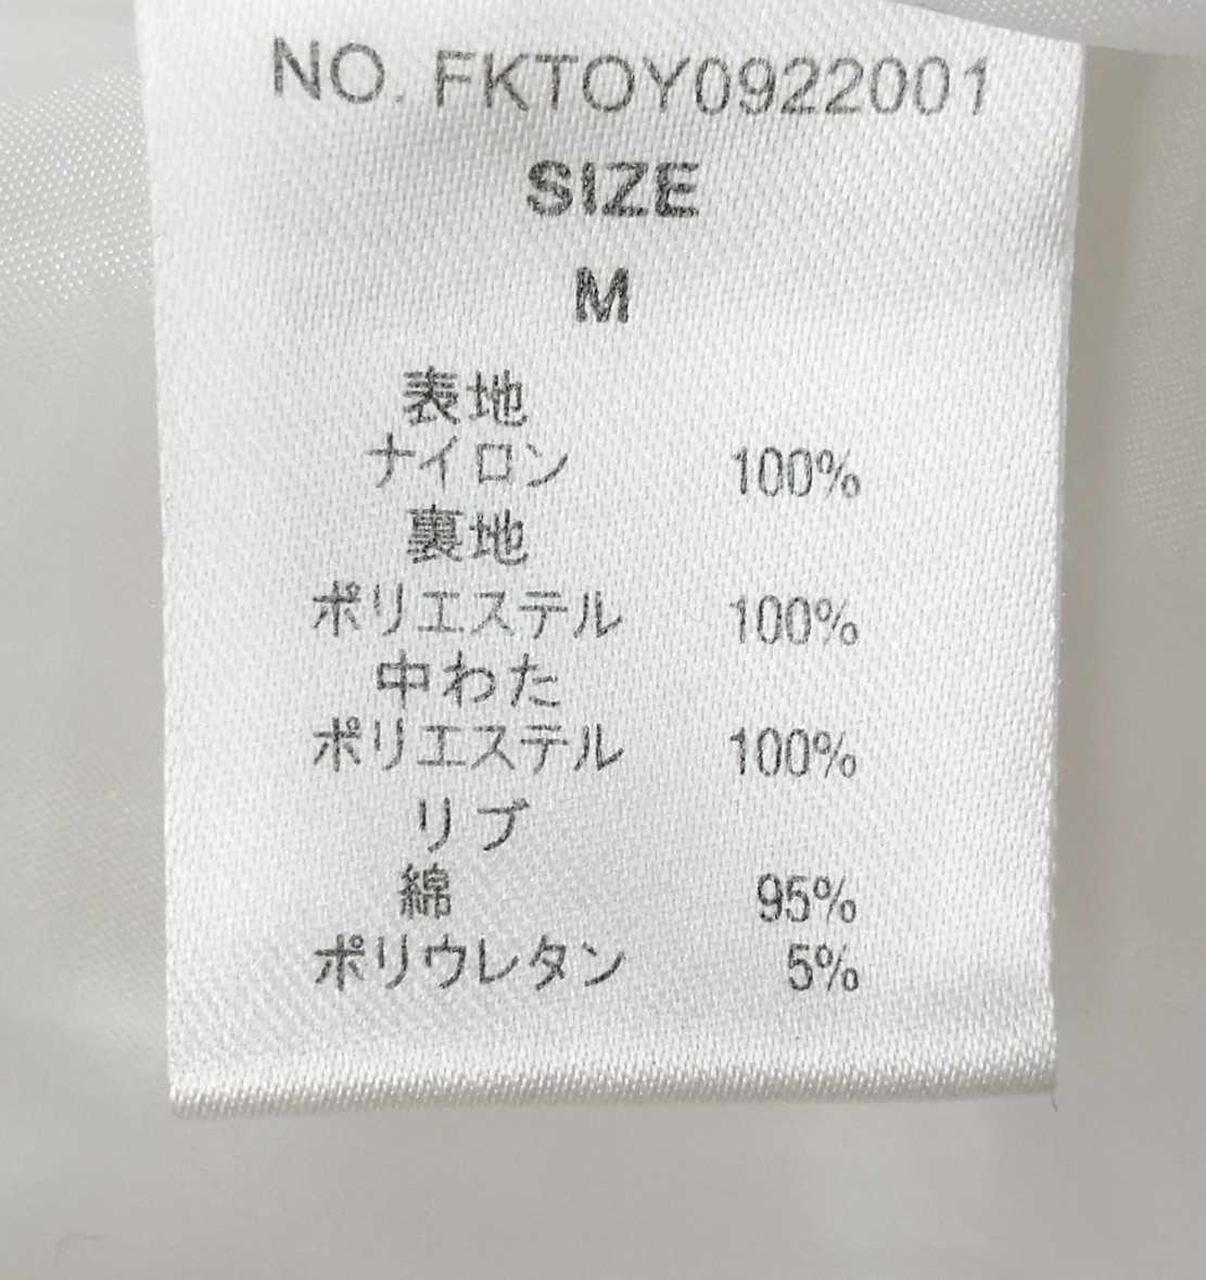 NO. FKTOY0922001
SIZE
M
表地
ナイロン 100%
裏地
ポリエステル 100%
中わた
ポリエステル 100%
リブ
綿 95%
ポリウレタン 5%